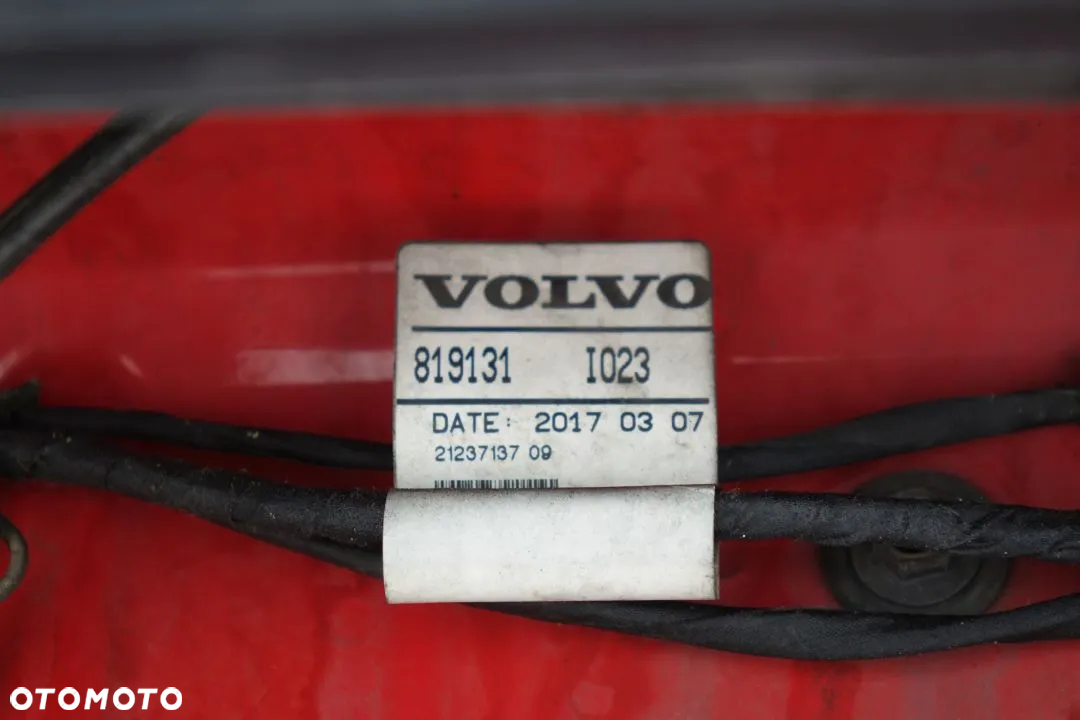 VOLVO
819131 I023
DATE: 2017 03 07
21237137 09
OTOMOTO